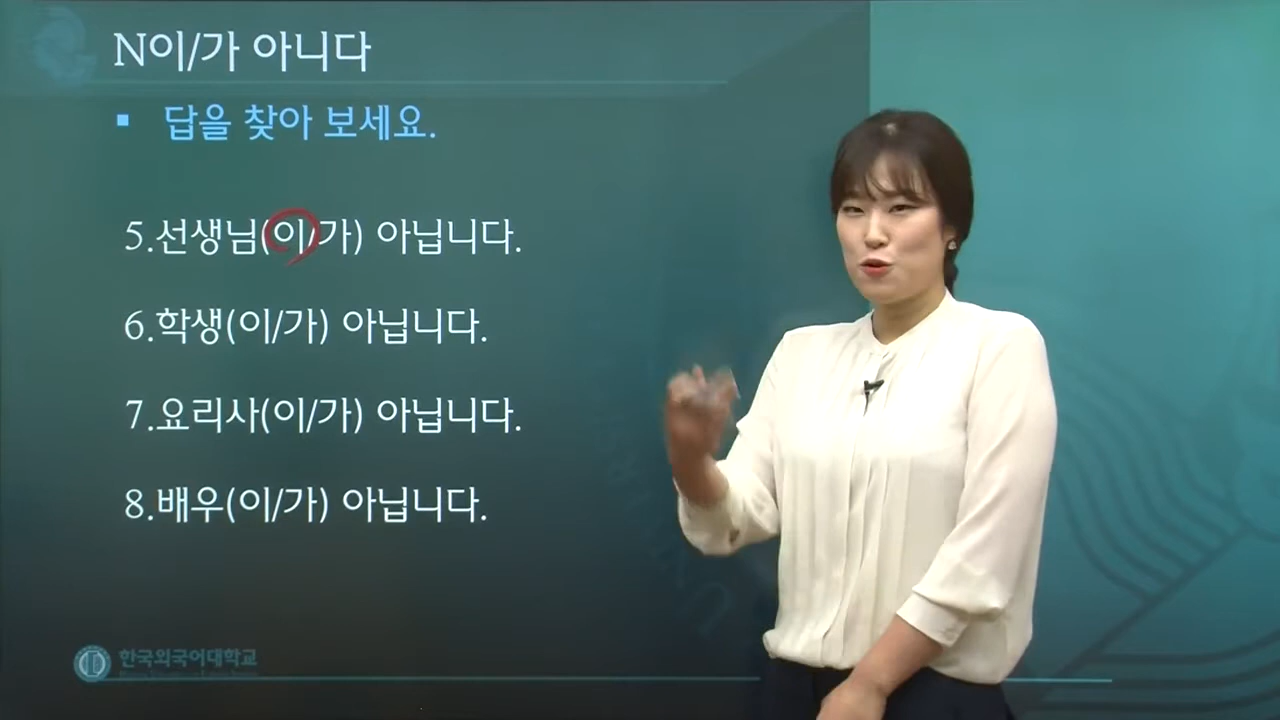 N이/가 아니다
▪ 답을 찾아 보세요.
5.선생님(이/가) 아닙니다.
6.학생(이/가) 아닙니다.
7.요리사(이/가) 아닙니다.
8.배우(이/가) 아닙니다.
한국외국어대학교